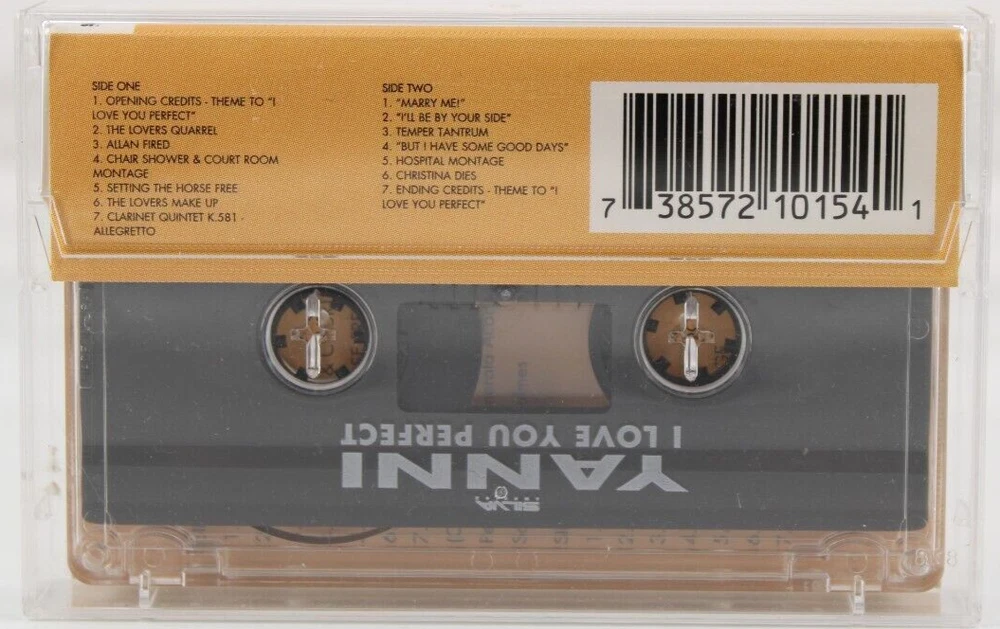 SIDE ONE
1. OPENING CREDITS - THEME TO "I
LOVE YOU PERFECT"
2. THE LOVERS QUARREL
3. ALLAN FIRED
4. CHAIR SHOWER & COURT ROOM
MONTAGE
5. SETTING THE HORSE FREE
6. THE LOVERS MAKE UP
7. CLARINET QUINTET K.581 -
ALLEGRETTO
SIDE TWO
1. "MARRY ME!"
2. "I'LL BE BY YOUR SIDE"
3. TEMPER TANTRUM
4. "BUT I HAVE SOME GOOD DAYS"
5. HOSPITAL MONTAGE
6. CHRISTINA DIES
7. ENDING CREDITS - THEME TO "I
LOVE YOU PERFECT"
7 38572 10154 1
I LOVE YOU PERFECT
YANNI
SILVA